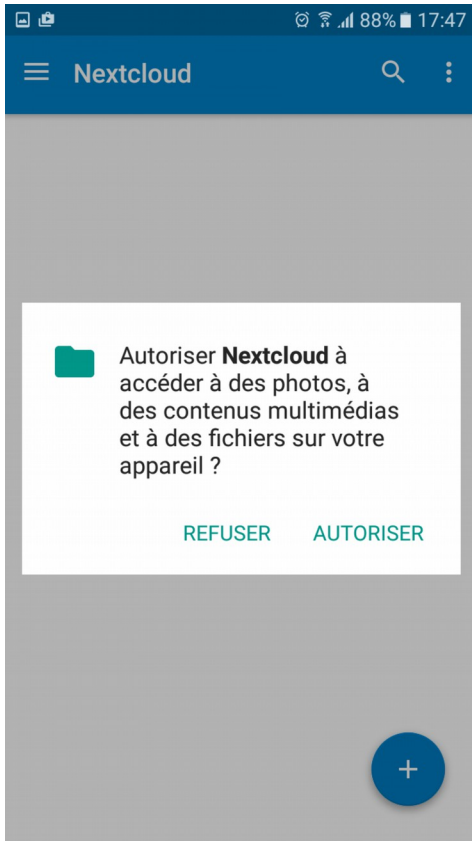 88% 17:47
Nextcloud
Autoriser Nextcloud à
accéder à des photos, à
des contenus multimédias
et à des fichiers sur votre
appareil ?
REFUSER AUTORISER